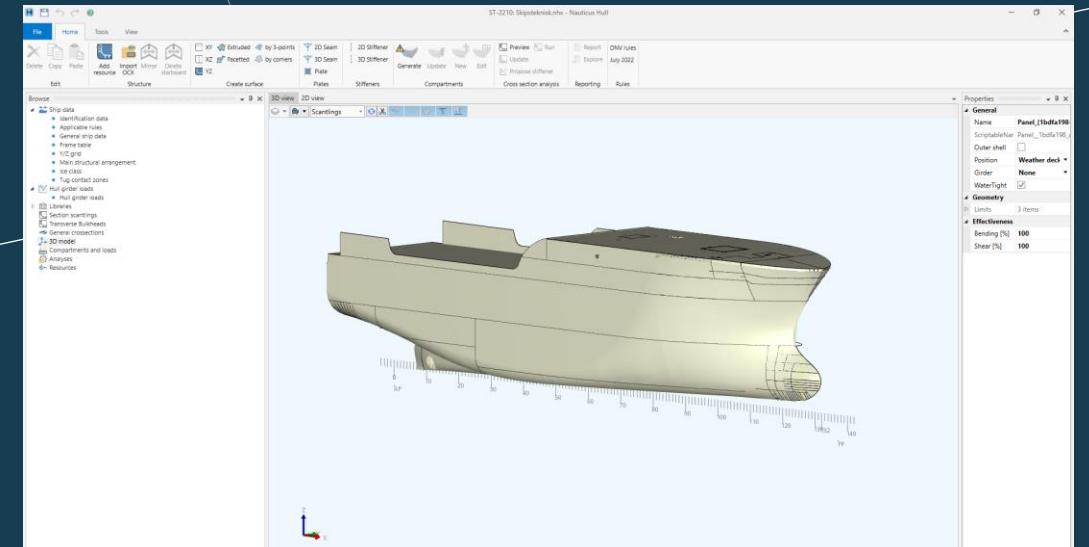 ST-2210: Skipsteknisk.nhx - Nauticus Hull
File Home Tools View
Delete Copy Paste Add resource Import OCX Mirror Delete starboard XY Extruded by 3-points 2D Seam 2D Stiffener Generate Update New Edit Preview Run Report DNV rules
XZ Facetted by corners 3D Seam 3D Stiffener Update Explore July 2022
YZ Plate Propose stiffener
Edit Structure Create surface Plates Stiffeners Compartments Cross section analysis Reporting Rules
Browse
Ship data
Identification data
Applicable rules
General ship data
Frame table
Y/Z grid
Main structural arrangement
Ice class
Tug contact zones
Hull girder loads
Hull girder loads
Libraries
Section scantlings
Transverse Bulkheads
General crossections
3D model
Compartments and loads
Analyses
Resources
3D view 2D view
Scantlings
0 10 20 30 40 50 60 70 80 90 100 110 120 140
Z
X
Properties
General
Name Panel_[1bdfa198-
ScriptableNar Panel__1bdfa198_
Outer shell
Position Weather deck
Girder None
WaterTight
Geometry
Limits 3 items
Effectiveness
Bending [%] 100
Shear [%] 100